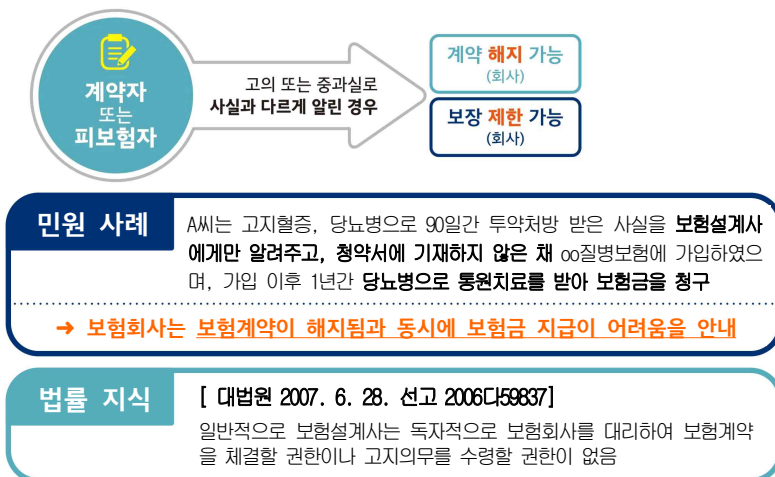 계약자
또는
피보험자
고의 또는 중과실로
사실과 다르게 알린 경우
계약 해지 가능
(회사)
보장 제한 가능
(회사)
민원 사례
A씨는 고지혈증, 당뇨병으로 90일간 투약처방 받은 사실을 보험설계사
에게만 알려주고, 청약서에 기재하지 않은 채 oo질병보험에 가입하였으
며, 가입 이후 1년간 당뇨병으로 통원치료를 받아 보험금을 청구
➜ 보험회사는 보험계약이 해지됨과 동시에 보험금 지급이 어려움을 안내
법률 지식
[ 대법원 2007. 6. 28. 선고 2006다59837]
일반적으로 보험설계사는 독자적으로 보험회사를 대리하여 보험계약
을 체결할 권한이나 고지의무를 수령할 권한이 없음